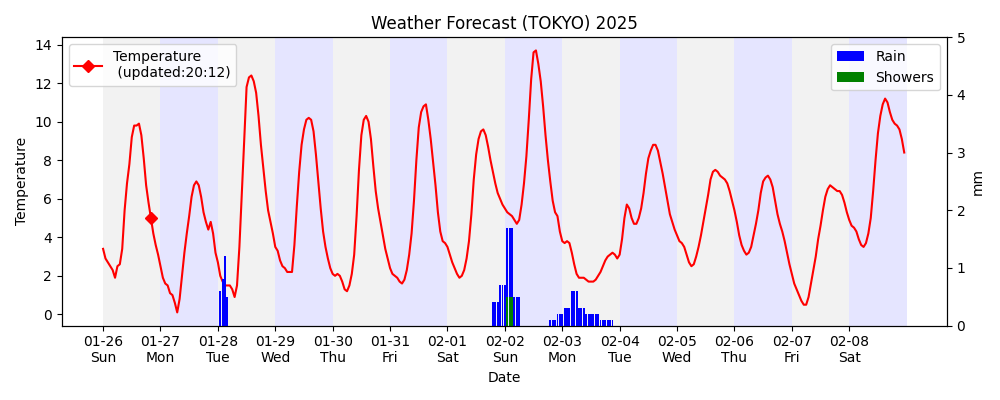 Weather Forecast (TOKYO) 2025
Temperature
(updated:20:12)
Rain
Showers
Temperature
14
12
10
8
6
4
2
0
mm
5
4
3
2
1
0
01-26 01-27 01-28 01-29 01-30 01-31 02-01 02-02 02-03 02-04 02-05 02-06 02-07 02-08
Sun Mon Tue Wed Thu Fri Sat Sun Mon Tue Wed Thu Fri Sat
Date